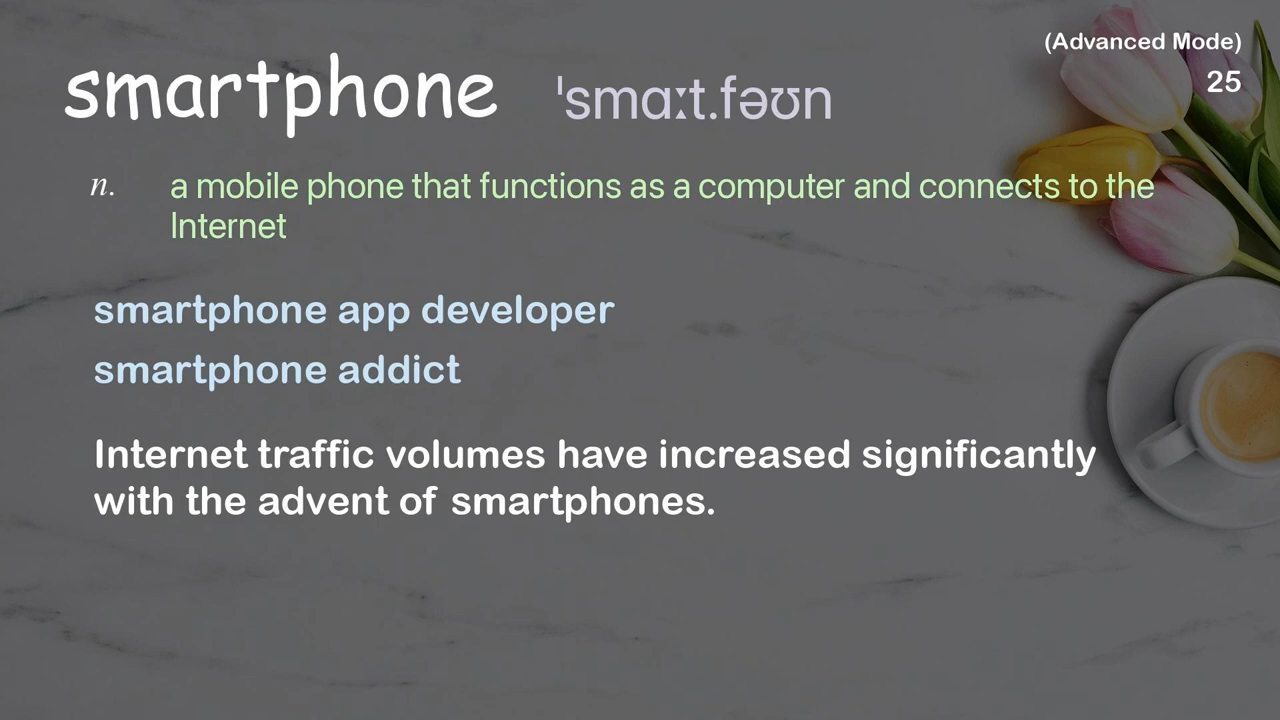 (Advanced Mode)
smartphone ˈsmɑːt.fəʊn
25
n. a mobile phone that functions as a computer and connects to the
Internet
smartphone app developer
smartphone addict
Internet traffic volumes have increased significantly
with the advent of smartphones.